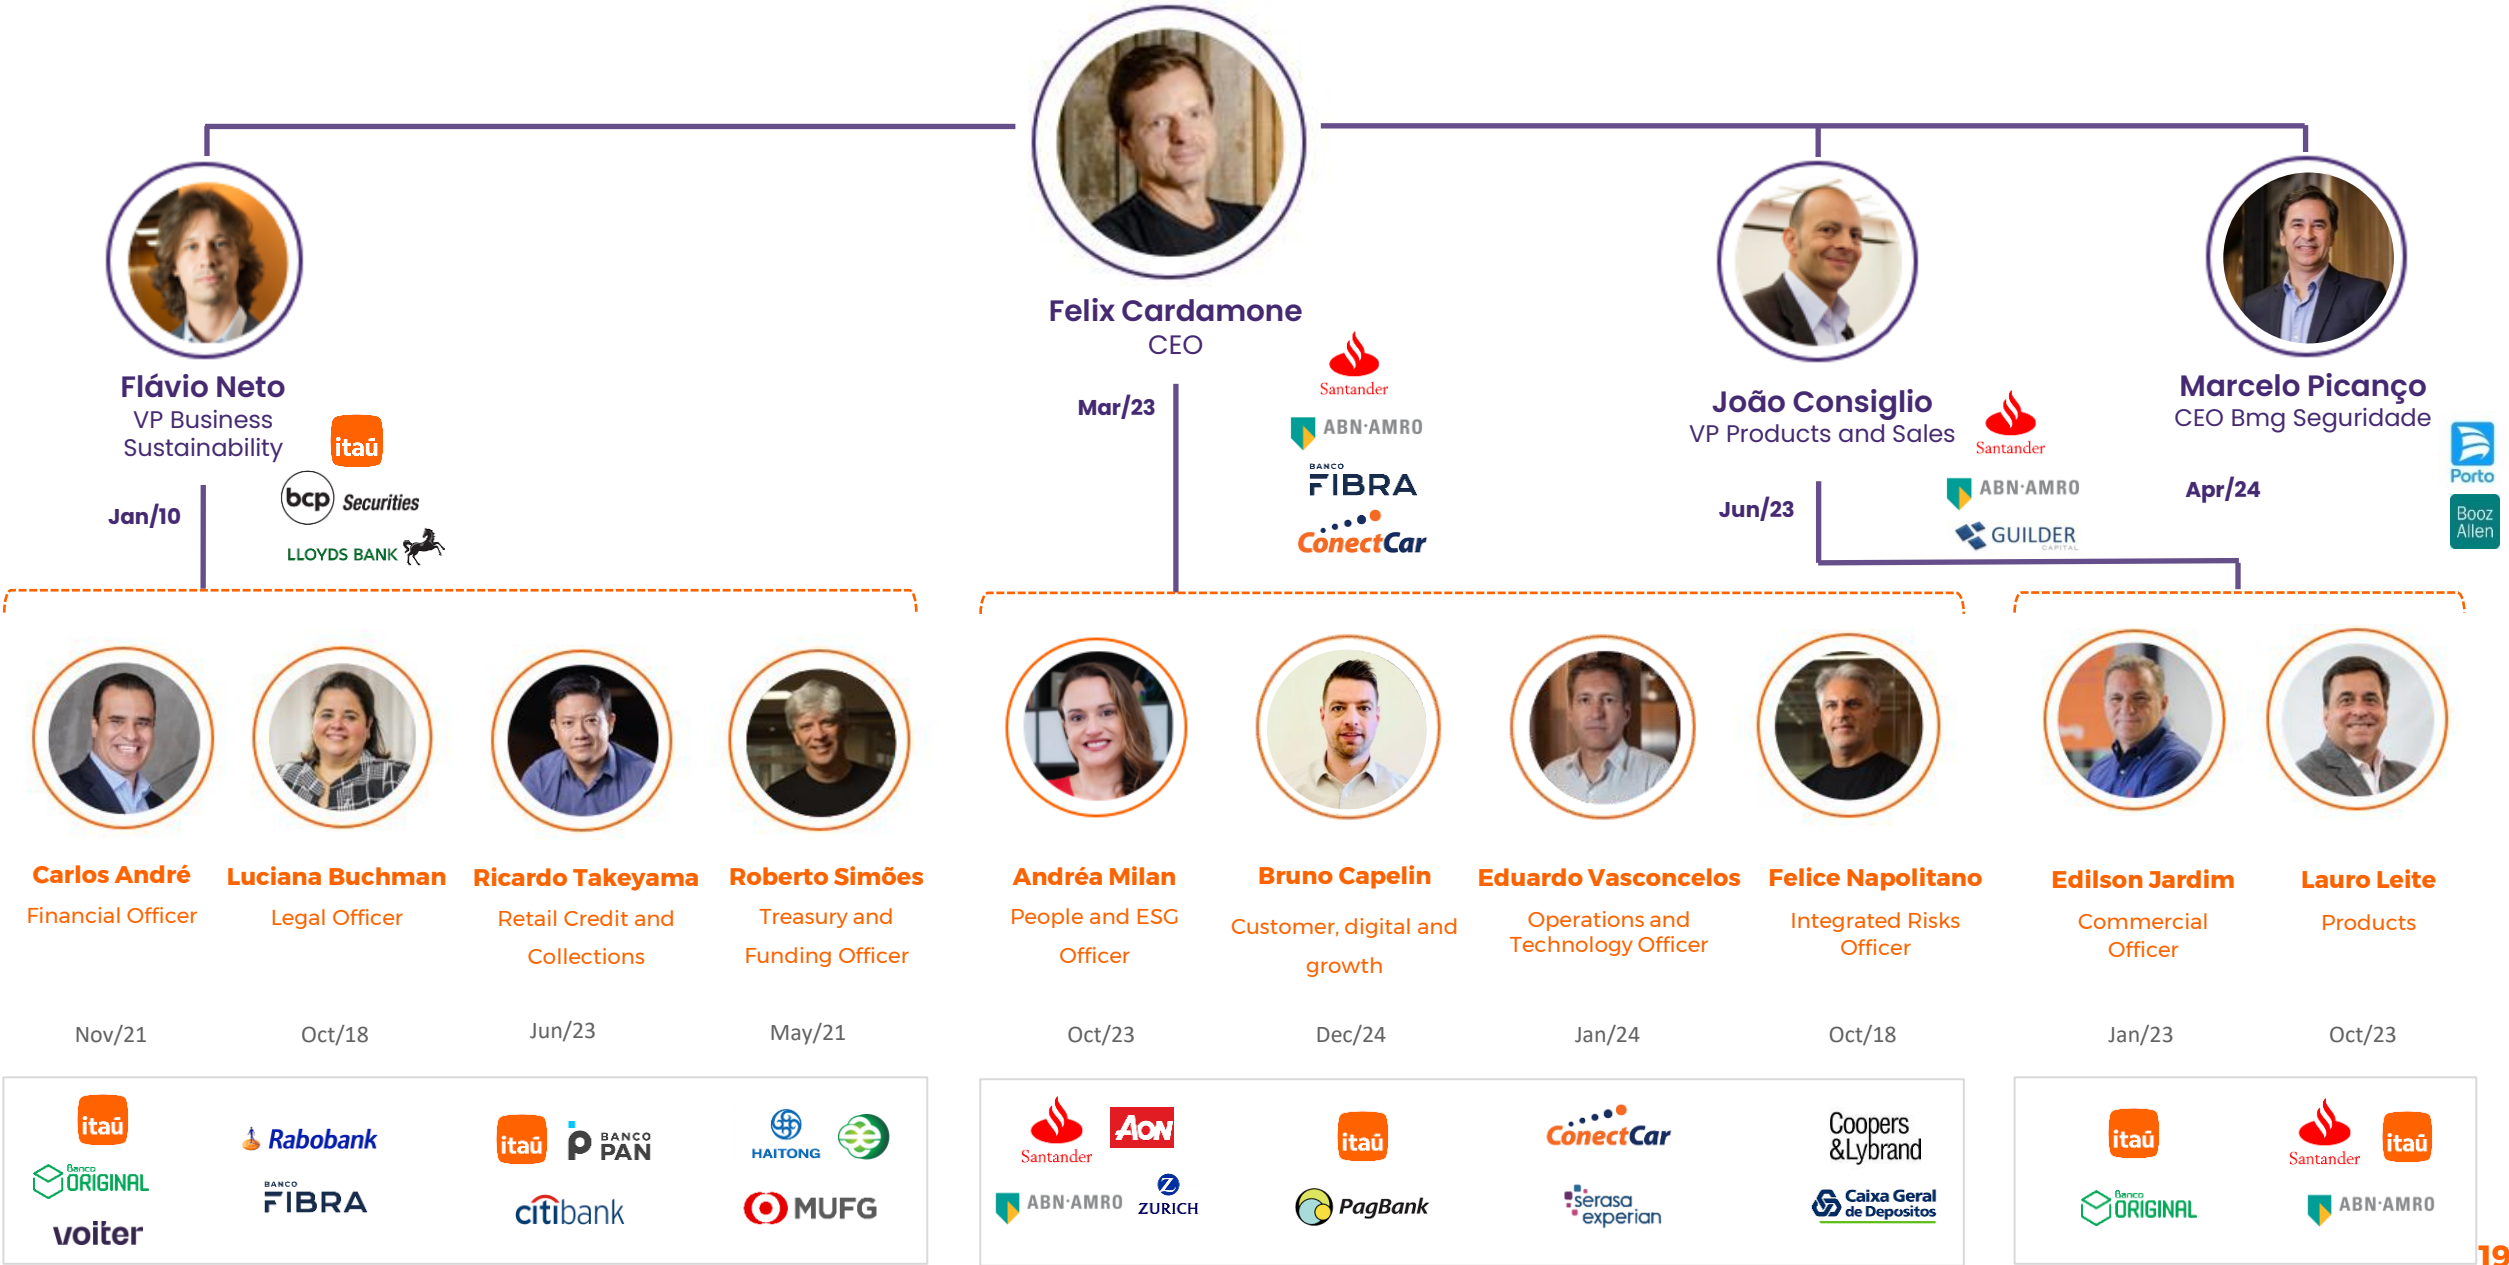 Felix Cardamone
CEO
Mar/23
Santander
ABN·AMRO
BANCO
FIBRA
ConectCar
Flávio Neto
VP Business
Sustainability
Jan/10
itaú
bcp Securities
LLOYDS BANK
João Consiglio
VP Products and Sales
Jun/23
Santander
ABN·AMRO
GUILDER
CAPITAL
Marcelo Picanço
CEO Bmg Seguridade
Apr/24
Porto
Booz
Allen
Carlos André
Financial Officer
Nov/21
itaú
Banco
ORIGINAL
voiter
Luciana Buchman
Legal Officer
Oct/18
Rabobank
BANCO
FIBRA
Ricardo Takeyama
Retail Credit and
Collections
Jun/23
itaú
BANCO
PAN
citibank
Roberto Simões
Treasury and
Funding Officer
May/21
HAITONG
MUFG
Andréa Milan
People and ESG
Officer
Oct/23
Santander
AON
ABN·AMRO
ZURICH
Bruno Capelin
Customer, digital and
growth
Dec/24
itaú
PagBank
Eduardo Vasconcelos
Operations and
Technology Officer
Jan/24
ConectCar
serasa
experian
Felice Napolitano
Integrated Risks
Officer
Oct/18
Coopers
&Lybrand
Caixa Geral
de Depositos
Edilson Jardim
Commercial
Officer
Jan/23
itaú
Banco
ORIGINAL
Lauro Leite
Products
Oct/23
Santander
itaú
ABN·AMRO
19